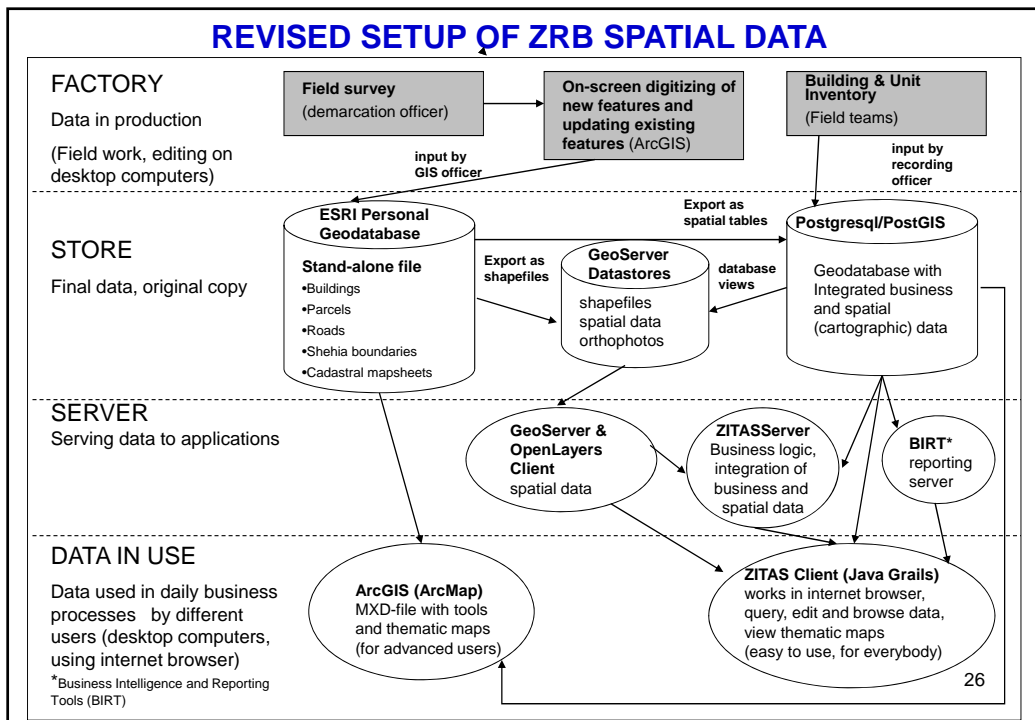 REVISED SETUP OF ZRB SPATIAL DATA
FACTORY
Data in production
(Field work, editing on
desktop computers)
Field survey
(demarcation officer)
On-screen digitizing of
new features and
updating existing
features (ArcGIS)
Building & Unit
Inventory
(Field teams)
input by
GIS officer
input by
recording
officer
STORE
Final data, original copy
ESRI Personal
Geodatabase
Stand-alone file
•Buildings
•Parcels
•Roads
•Shehia boundaries
•Cadastral mapsheets
Export as
spatial tables
Export as
shapefiles
GeoServer
Datastores
shapefiles
spatial data
orthophotos
database
views
Postgresql/PostGIS
Geodatabase with
Integrated business
and spatial
(cartographic) data
SERVER
Serving data to applications
GeoServer &
OpenLayers
Client
spatial data
ZITASServer
Business logic,
integration of
business and
spatial data
BIRT*
reporting
server
DATA IN USE
Data used in daily business
processes by different
users (desktop computers,
using internet browser)
*Business Intelligence and Reporting
Tools (BIRT)
ArcGIS (ArcMap)
MXD-file with tools
and thematic maps
(for advanced users)
ZITAS Client (Java Grails)
works in internet browser,
query, edit and browse data,
view thematic maps
(easy to use, for everybody)
26